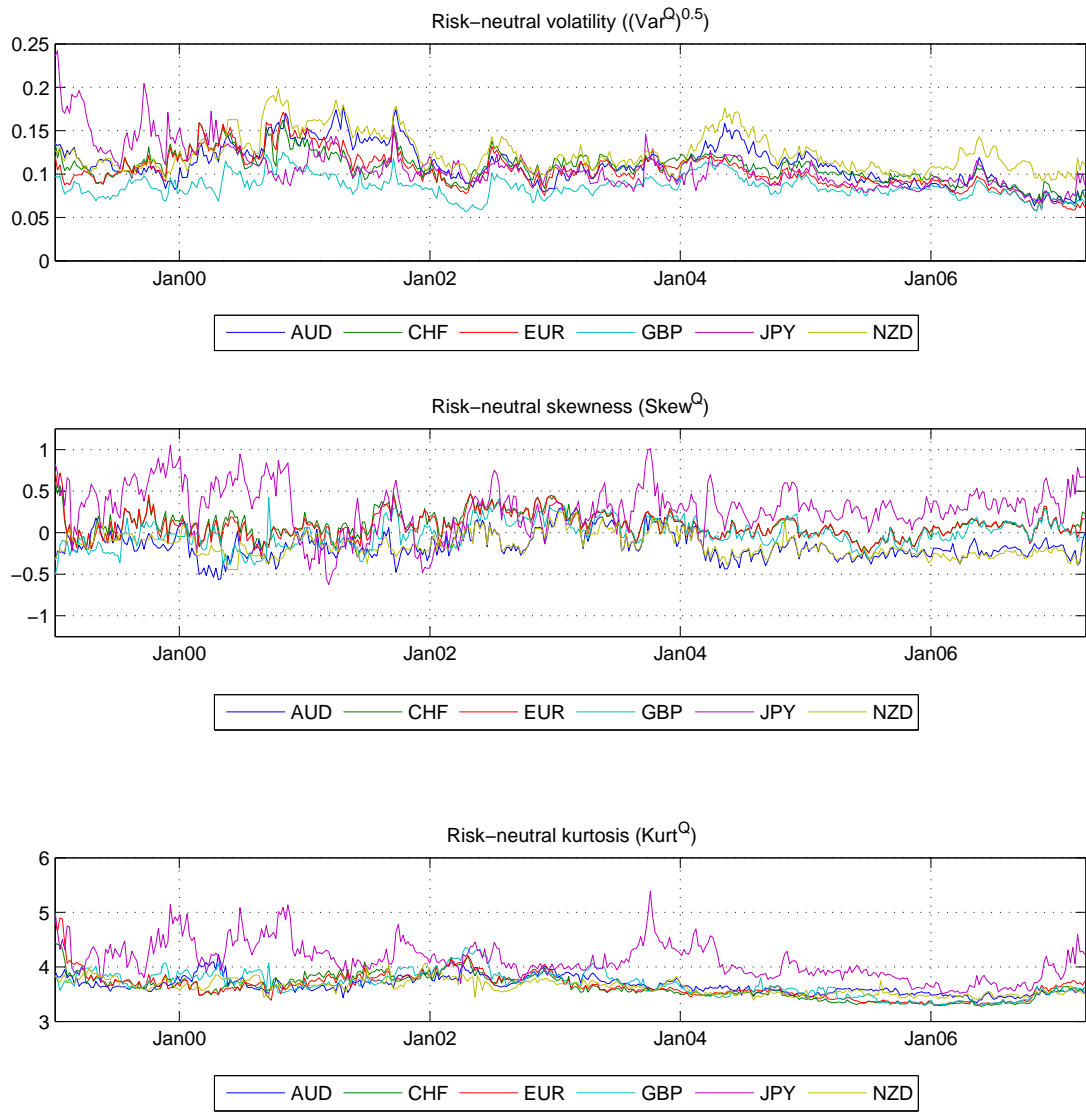 Risk−neutral volatility ((Var^Q)^0.5)
0.25
0.2
0.15
0.1
0.05
0
Jan00 Jan02 Jan04 Jan06
AUD CHF EUR GBP JPY NZD
Risk−neutral skewness (Skew^Q)
1
0.5
0
−0.5
−1
Jan00 Jan02 Jan04 Jan06
AUD CHF EUR GBP JPY NZD
Risk−neutral kurtosis (Kurt^Q)
6
5
4
3
Jan00 Jan02 Jan04 Jan06
AUD CHF EUR GBP JPY NZD